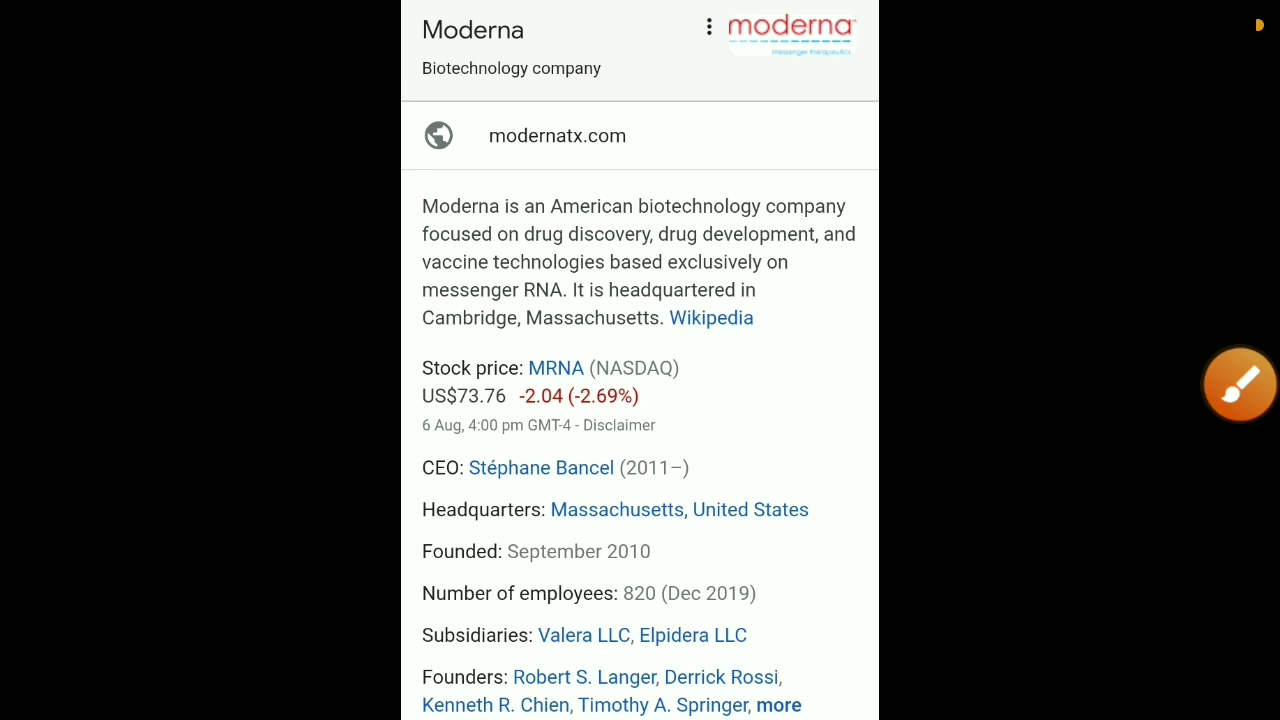 Moderna
moderna
messenger therapeutics
Biotechnology company
modernatx.com
Moderna is an American biotechnology company
focused on drug discovery, drug development, and
vaccine technologies based exclusively on
messenger RNA. It is headquartered in
Cambridge, Massachusetts. Wikipedia
Stock price: MRNA (NASDAQ)
US$73.76 -2.04 (-2.69%)
6 Aug, 4:00 pm GMT-4 - Disclaimer
CEO: Stéphane Bancel (2011–)
Headquarters: Massachusetts, United States
Founded: September 2010
Number of employees: 820 (Dec 2019)
Subsidiaries: Valera LLC, Elpidera LLC
Founders: Robert S. Langer, Derrick Rossi,
Kenneth R. Chien, Timothy A. Springer, more